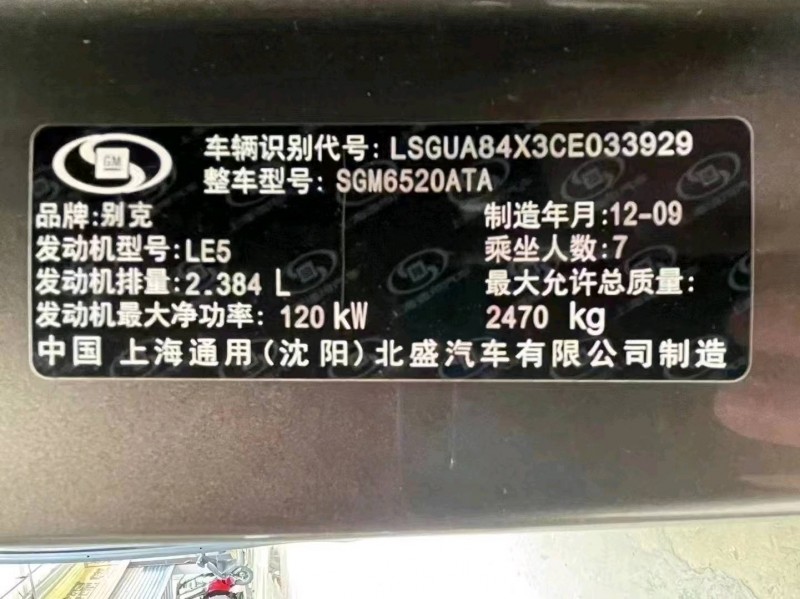 GM
车辆识别代号: LSGUA84X3CE033929
整车型号: SGM6520ATA
品牌:别克
制造年月:12-09
发动机型号:LE5
乘坐人数:7
发动机排量:2.384 L
最大允许总质量:
发动机最大净功率: 120 kW
2470 kg
中国 上海通用(沈阳)北盛汽车有限公司制造